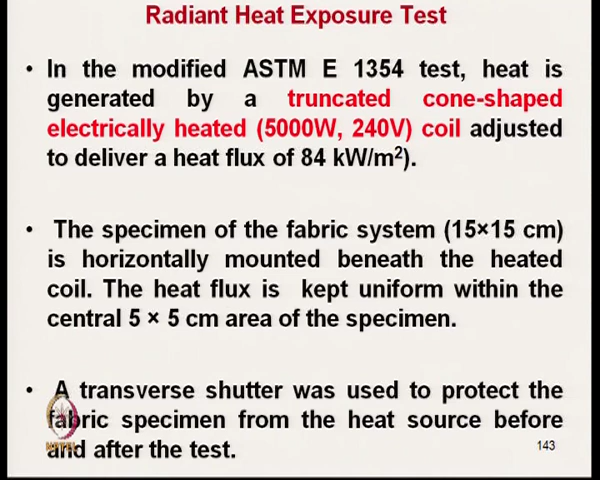 Radiant Heat Exposure Test
• In the modified ASTM E 1354 test, heat is
generated by a truncated cone-shaped
electrically heated (5000W, 240V) coil adjusted
to deliver a heat flux of 84 kW/m²).
• The specimen of the fabric system (15×15 cm)
is horizontally mounted beneath the heated
coil. The heat flux is kept uniform within the
central 5 × 5 cm area of the specimen.
• A transverse shutter was used to protect the
fabric specimen from the heat source before
and after the test.
NPTEL
143